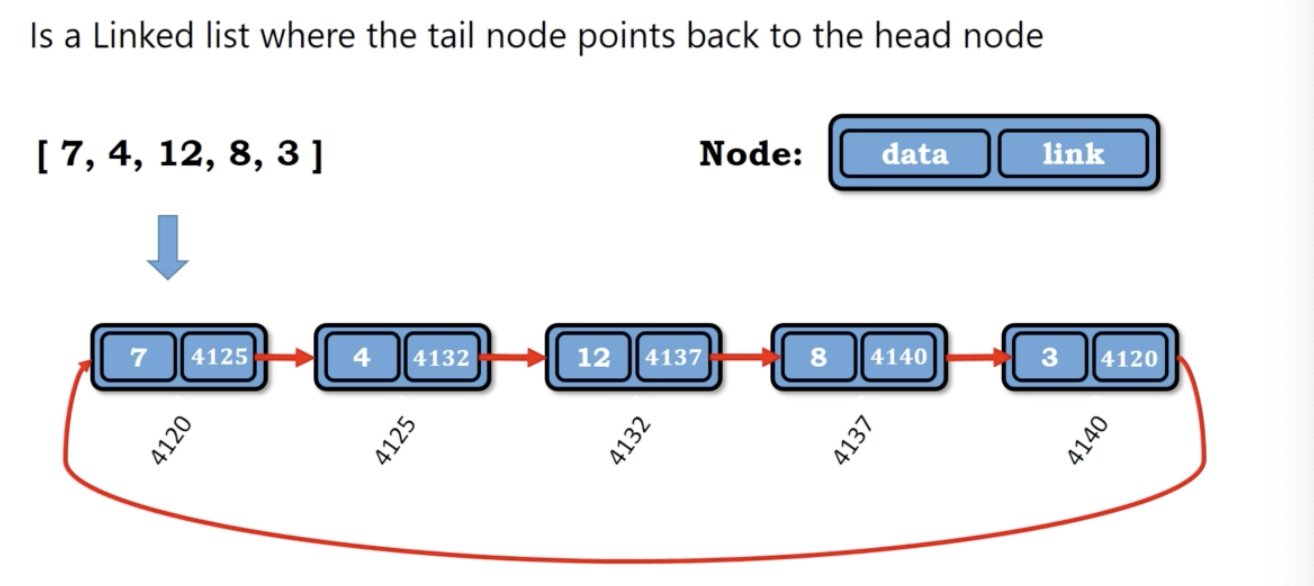 Is a Linked list where the tail node points back to the head node
[ 7, 4, 12, 8, 3 ]
Node: data link
7 4125 4 4132 12 4137 8 4140 3 4120
4120 4125 4132 4137 4140